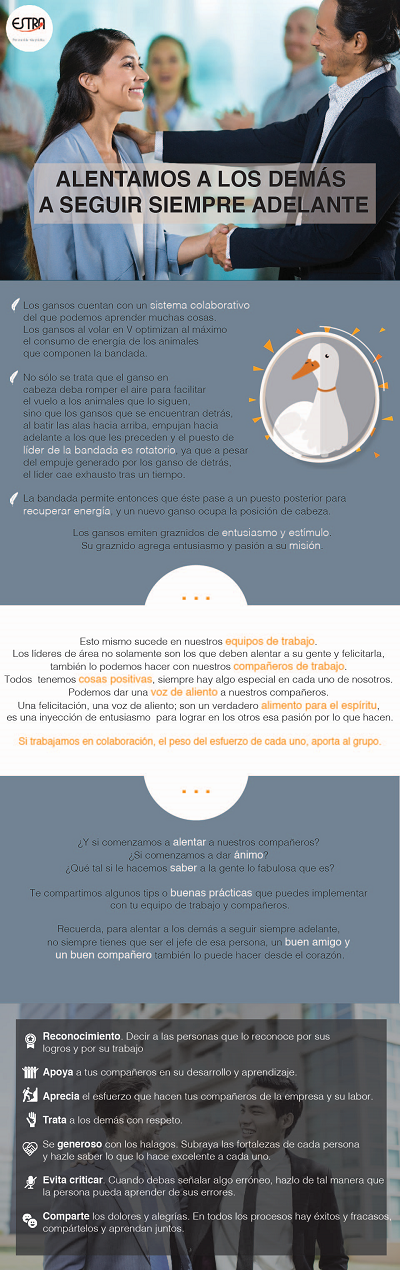 ESTRA
ALENTAMOS A LOS DEMÁS
A SEGUIR SIEMPRE ADELANTE
Los gansos cuentan con un sistema colaborativo
del que podemos aprender muchas cosas.
Los gansos al volar en V optimizan al máximo
el consumo de energía de los animales
que componen la bandada.
No sólo se trata que el ganso en
cabeza deba romper el aire para facilitar
el vuelo a los animales que lo siguen,
sino que los gansos que se encuentran detrás,
al batir las alas hacia arriba, empujan hacia
adelante a los que les preceden y el puesto de
líder de la bandada es rotatorio, ya que a pesar
del empuje generado por los ganso de detrás,
el líder cae exhausto tras un tiempo.
La bandada permite entonces que éste pase a un puesto posterior para
recuperar energía, y un nuevo ganso ocupa la posición de cabeza.
Los gansos emiten graznidos de entusiasmo y estímulo.
Su graznido agrega entusiasmo y pasión a su misión.
Esto mismo sucede en nuestros equipos de trabajo.
Los líderes de área no solamente son los que deben alentar a su gente y felicitarla,
también lo podemos hacer con nuestros compañeros de trabajo.
Todos tenemos cosas positivas, siempre hay algo especial en cada uno de nosotros.
Podemos dar una voz de aliento a nuestros compañeros.
Una felicitación, una voz de aliento; son un verdadero alimento para el espíritu,
es una inyección de entusiasmo para lograr en los otros esa pasión por lo que hacen.
Si trabajamos en colaboración, el peso del esfuerzo de cada uno, aporta al grupo.
¿Y si comenzamos a alentar a nuestros compañeros?
¿Si comenzamos a dar ánimo?
¿Qué tal si le hacemos saber a la gente lo fabulosa que es?
Te compartimos algunos tips o buenas prácticas que puedes implementar
con tu equipo de trabajo y compañeros.
Recuerda, para alentar a los demás a seguir siempre adelante,
no siempre tienes que ser el jefe de esa persona, un buen amigo y
un buen compañero también lo puede hacer desde el corazón.
Reconocimiento. Decir a las personas que lo reconoce por sus
logros y por su trabajo
Apoya a tus compañeros en su desarrollo y aprendizaje.
Aprecia el esfuerzo que hacen tus compañeros de la empresa y su labor.
Trata a los demás con respeto.
Se generoso con los halagos. Subraya las fortalezas de cada persona
y hazle saber lo que lo hace excelente a cada uno.
Evita criticar. Cuando debas señalar algo erróneo, hazlo de tal manera que
la persona pueda aprender de sus errores.
Comparte los dolores y alegrías. En todos los procesos hay éxitos y fracasos,
compártelos y aprendan juntos.